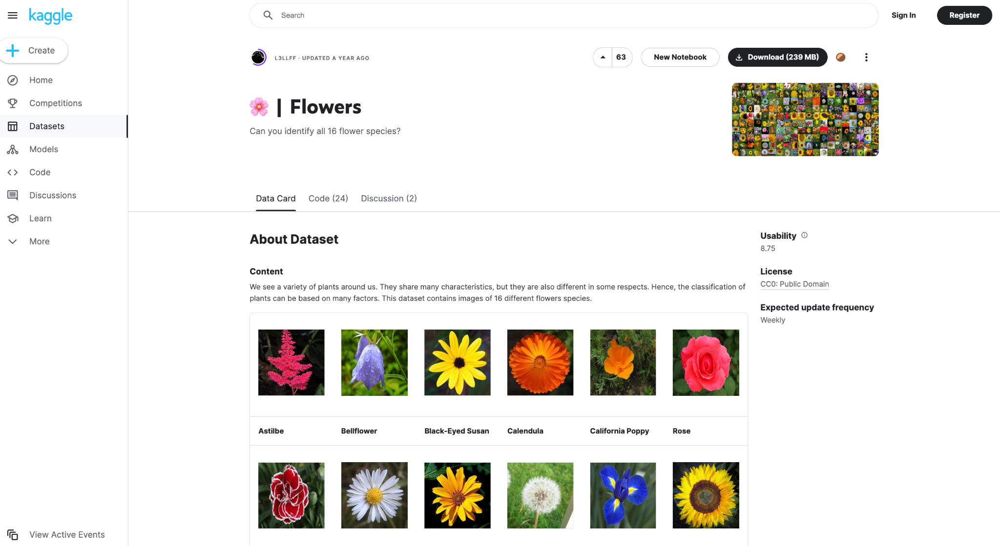 kaggle
Search
Sign In
Register
Create
Home
Competitions
Datasets
Models
Code
Discussions
Learn
More
View Active Events
L3LLFF · UPDATED A YEAR AGO
63
New Notebook
Download (239 MB)
🌸 | Flowers
Can you identify all 16 flower species?
Data Card
Code (24)
Discussion (2)
About Dataset
Content
We see a variety of plants around us. They share many characteristics, but they are also different in some respects. Hence, the classification of
plants can be based on many factors. This dataset contains images of 16 different flowers species.
Astilbe
Bellflower
Black-Eyed Susan
Calendula
California Poppy
Rose
Usability
8.75
License
CC0: Public Domain
Expected update frequency
Weekly